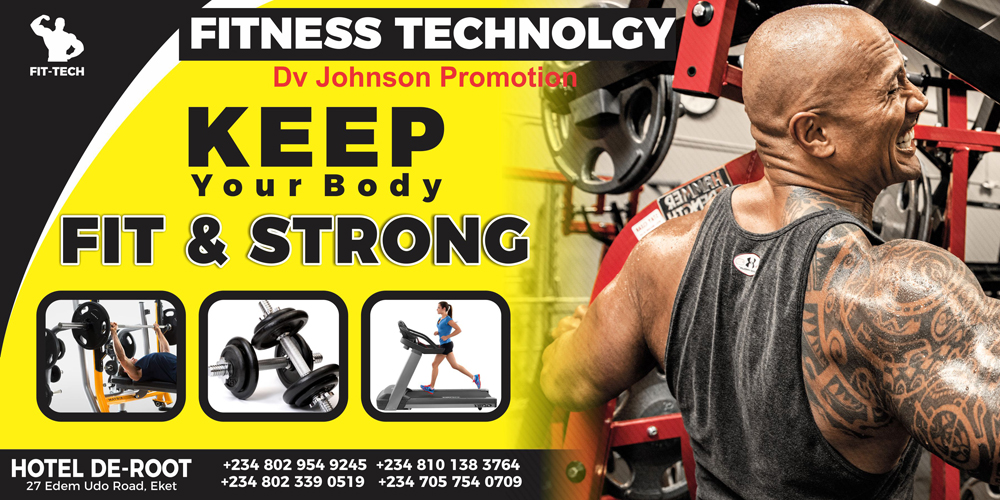 FIT-TECH
FITNESS TECHNOLGY
Dv Johnson Promotion
KEEP
Your Body
FIT & STRONG
HOTEL DE-ROOT
27 Edem Udo Road, Eket
+234 802 954 9245 +234 810 138 3764
+234 802 339 0519 +234 705 754 0709